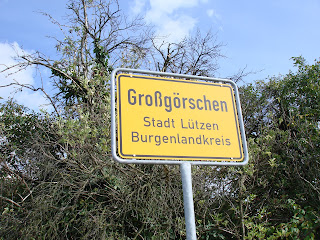 Großgörschen
Stadt Lützen
Burgenlandkreis